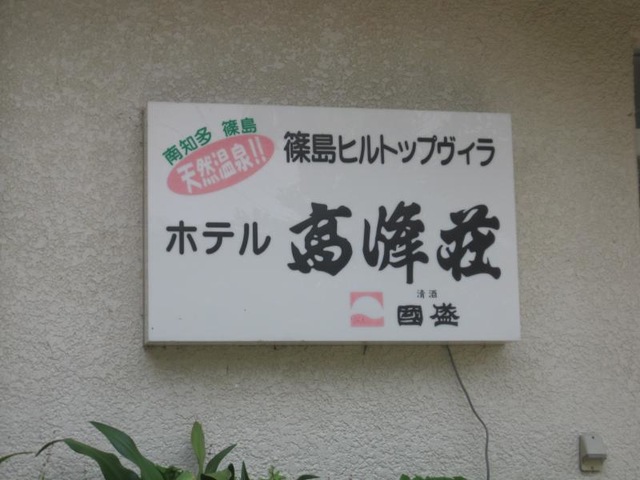 南知多 篠島
天然温泉!!
篠島ヒルトップヴィラ
ホテル 高峰荘
清酒
國盛